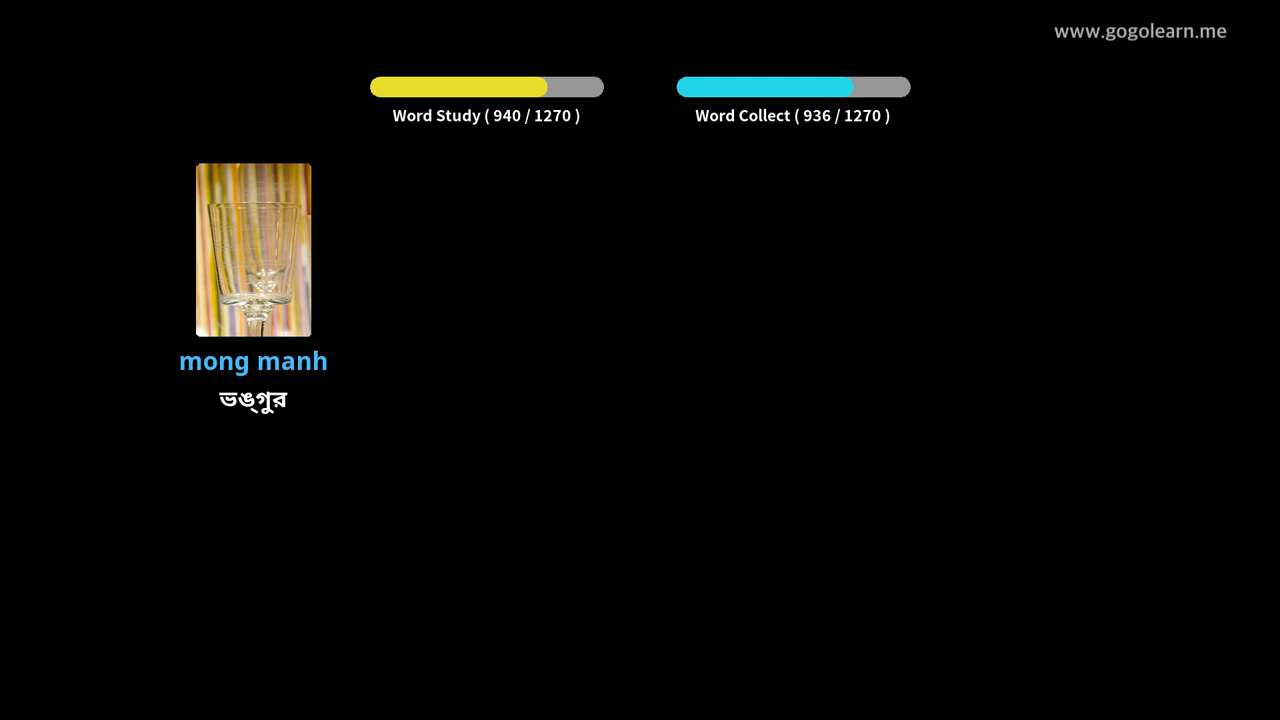 www.gogolearn.me
Word Study ( 940 / 1270 )
Word Collect ( 936 / 1270 )
mong manh
ভঙ্গুর